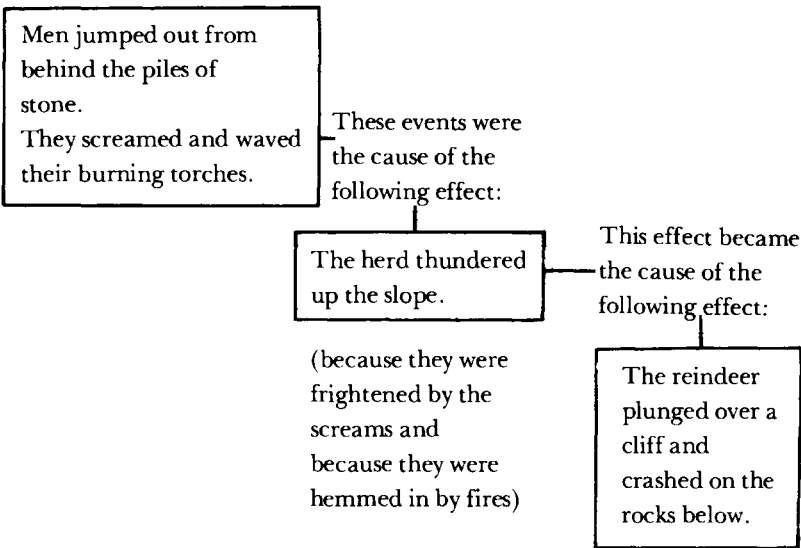 Men jumped out from
behind the piles of
stone.
They screamed and waved
their burning torches.
These events were
the cause of the
following effect:
The herd thundered
up the slope.
(because they were
frightened by the
screams and
because they were
hemmed in by fires)
This effect became
the cause of the
following effect:
The reindeer
plunged over a
cliff and
crashed on the
rocks below.